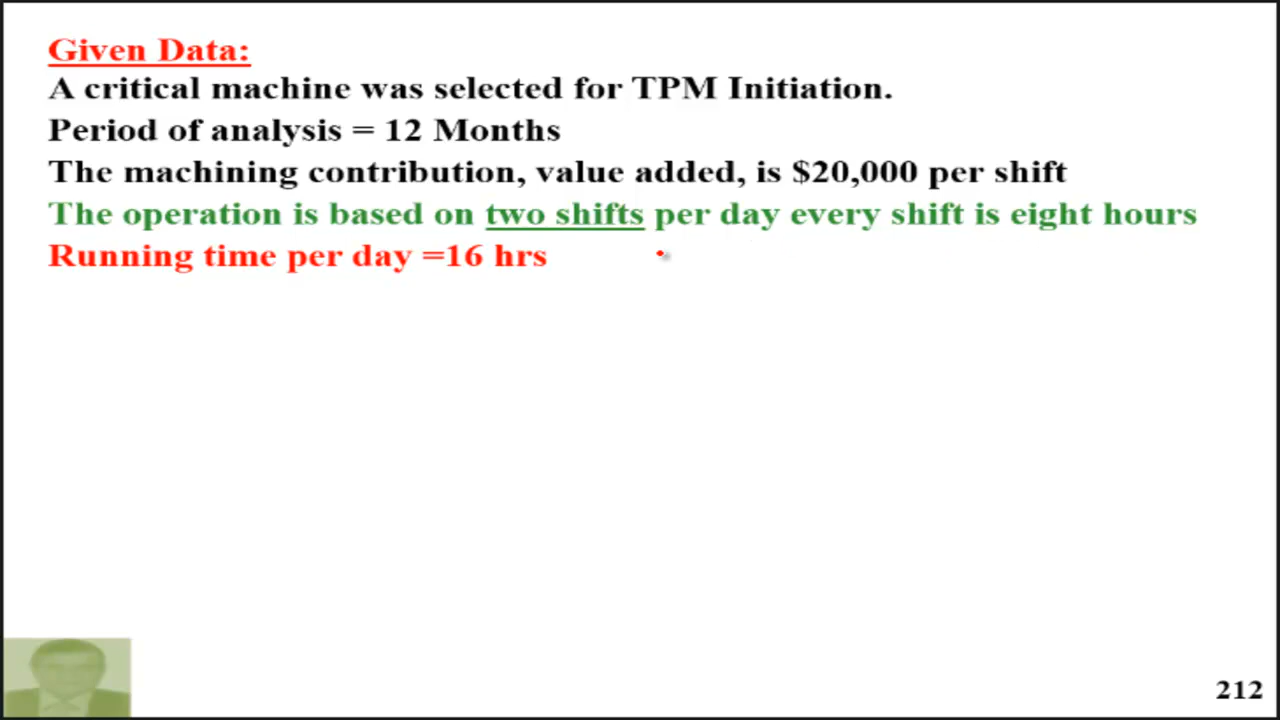 Given Data:
A critical machine was selected for TPM Initiation.
Period of analysis = 12 Months
The machining contribution, value added, is $20,000 per shift
The operation is based on two shifts per day every shift is eight hours
Running time per day =16 hrs
212